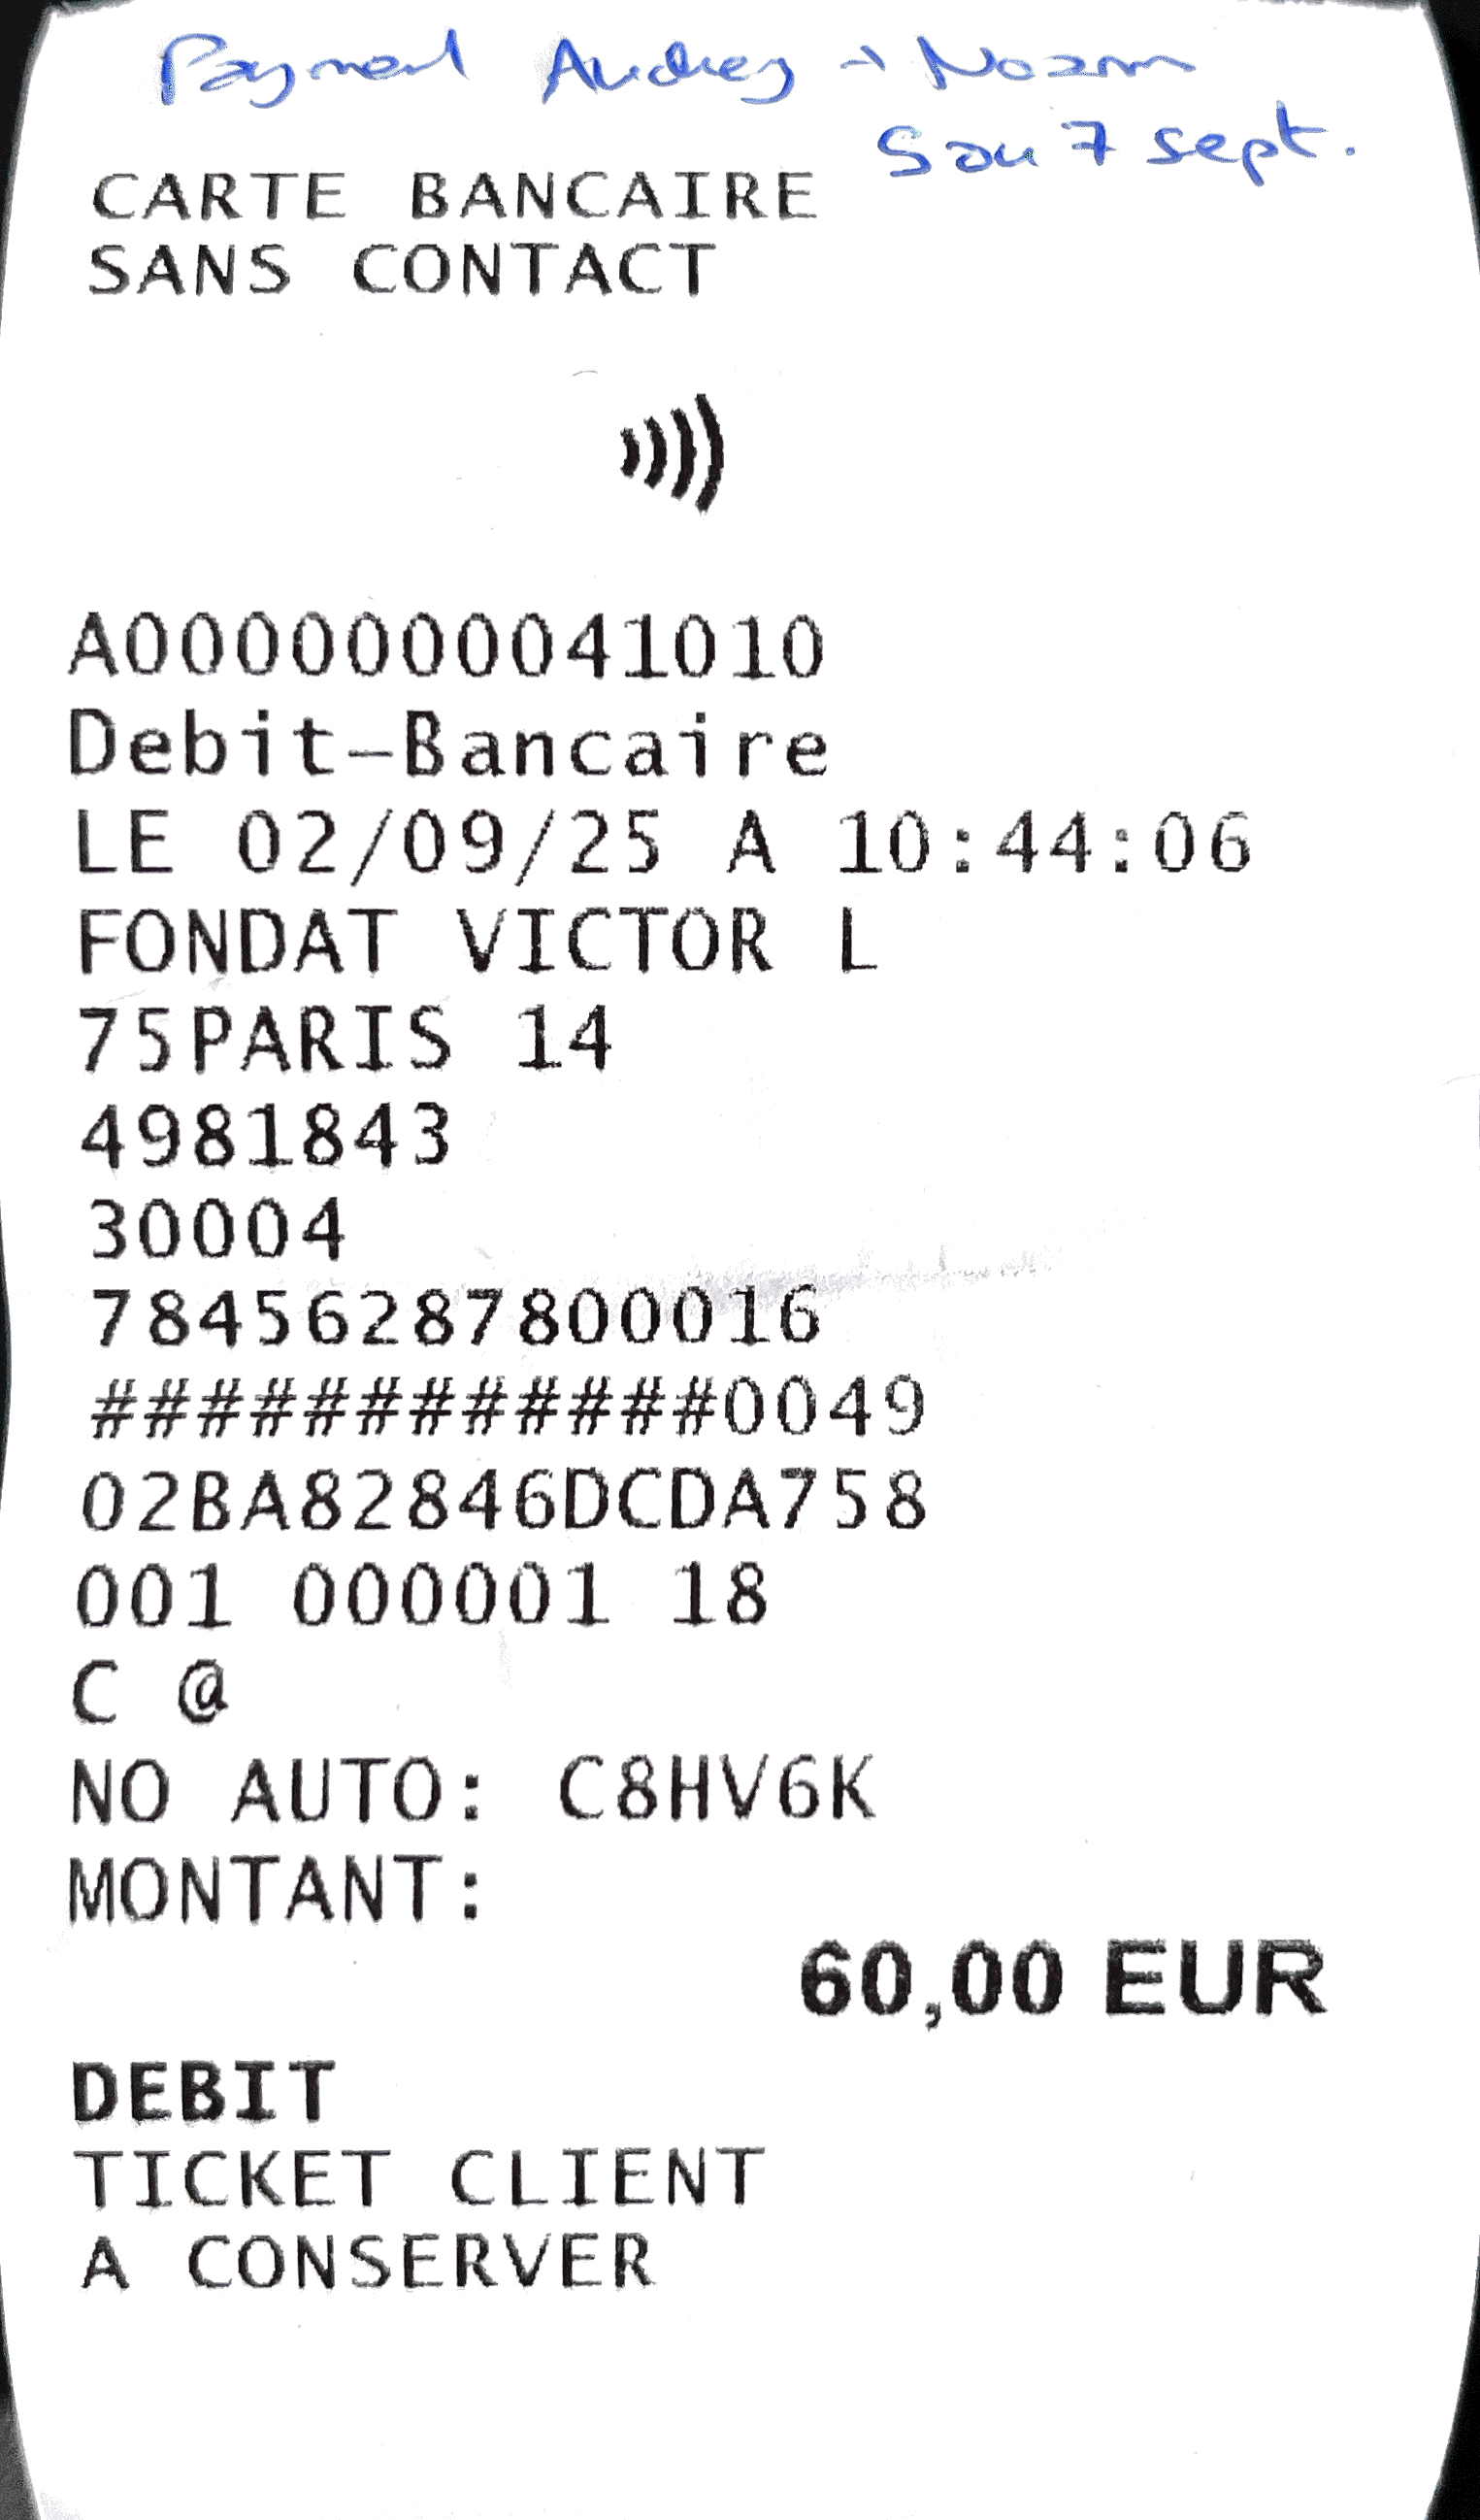 Payment Audrey → Noam
7 sept.
CARTE BANCAIRE
SANS CONTACT
A0000000041010
Debit-Bancaire
LE 02/09/25 A 10:44:06
FONDAT VICTOR L
75PARIS 14
4981843
30004
78456287800016
############0049
02BA82846DCDA758
001 000001 18
C @
NO AUTO: C8HV6K
MONTANT:
60,00 EUR
DEBIT
TICKET CLIENT
A CONSERVER